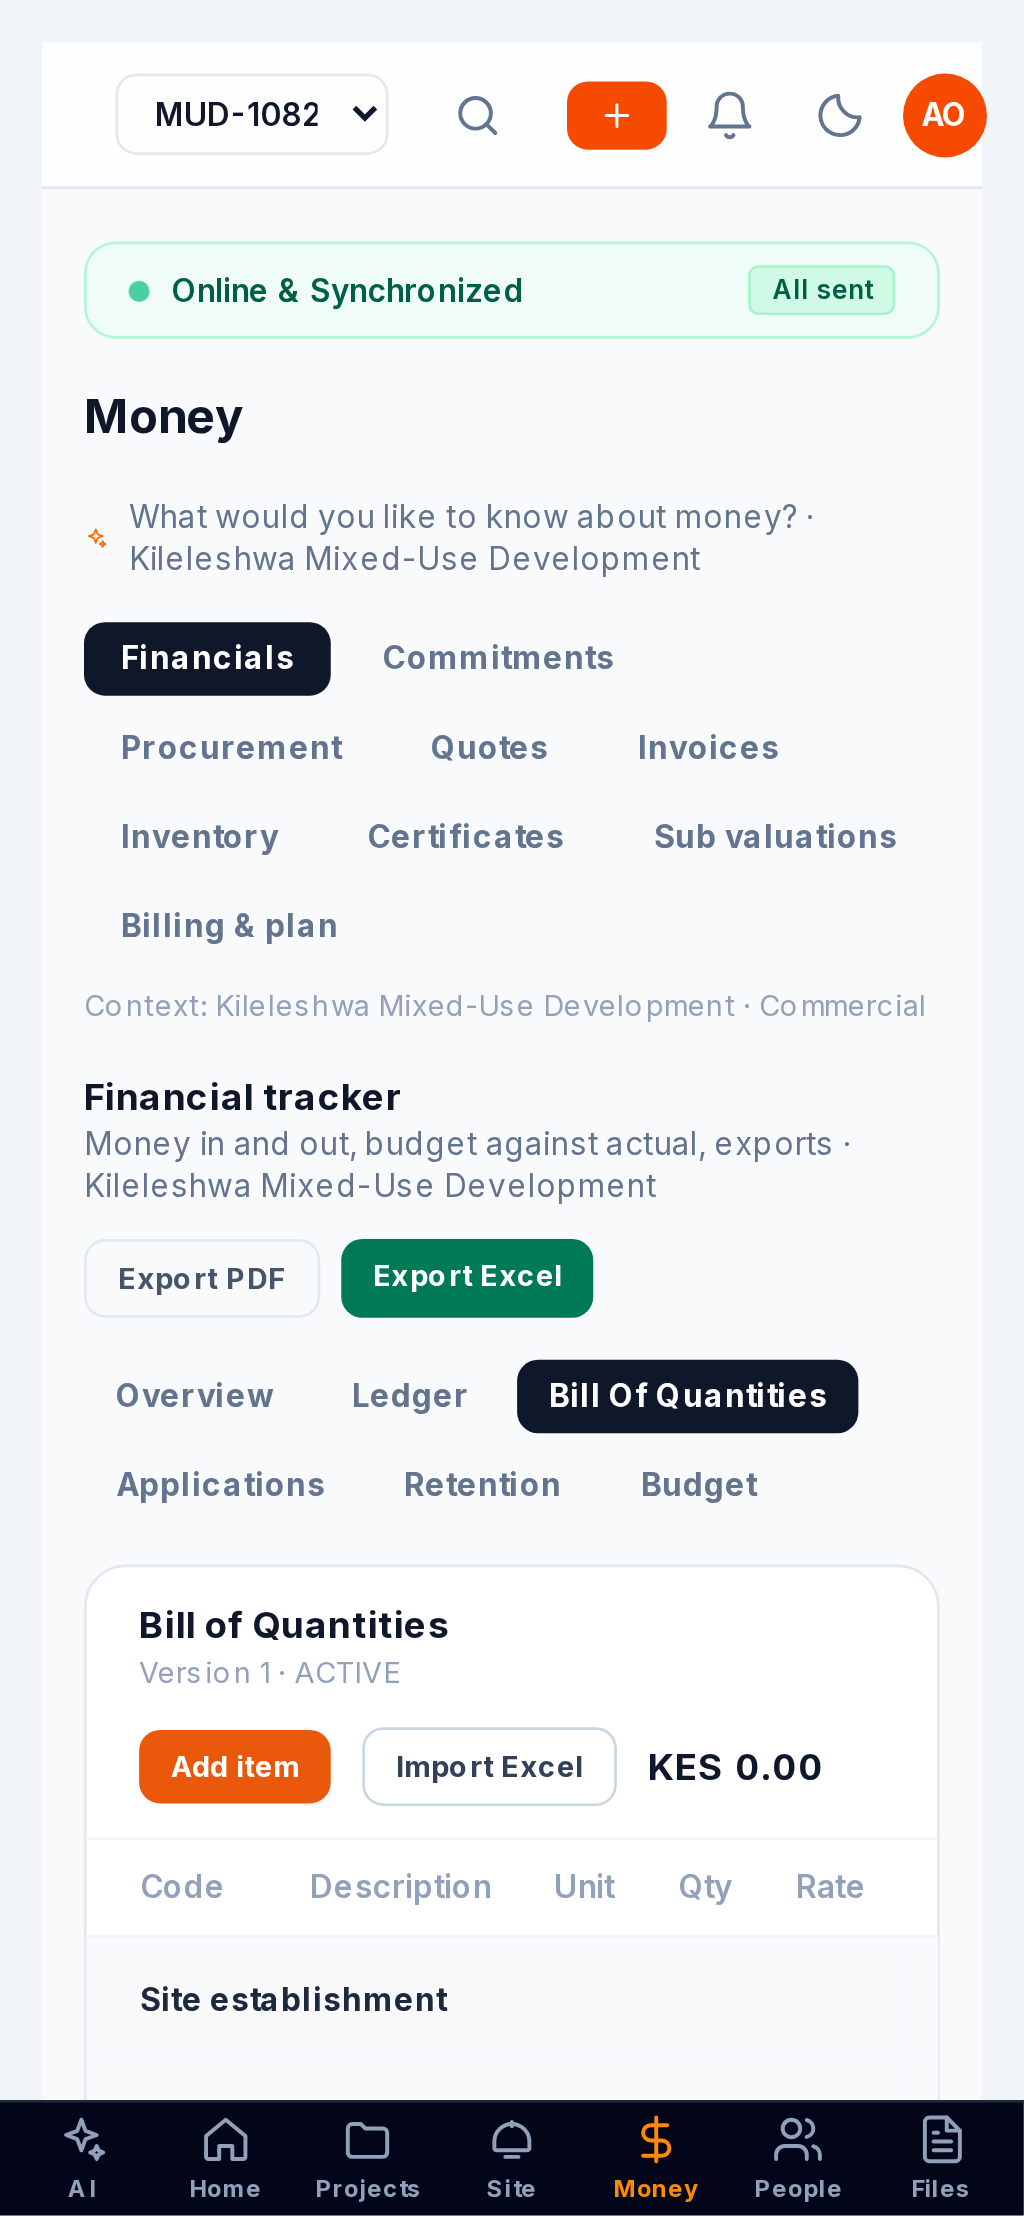 MUD-1082
AO
Online & Synchronized
All sent
Money
What would you like to know about money? ·
Kileleshwa Mixed-Use Development
Financials Commitments
Procurement Quotes Invoices
Inventory Certificates Sub valuations
Billing & plan
Context: Kileleshwa Mixed-Use Development · Commercial
Financial tracker
Money in and out, budget against actual, exports ·
Kileleshwa Mixed-Use Development
Export PDF Export Excel
Overview Ledger Bill Of Quantities
Applications Retention Budget
Bill of Quantities
Version 1 · ACTIVE
Add item Import Excel KES 0.00
Code Description Unit Qty Rate
Site establishment
AI Home Projects Site Money People Files